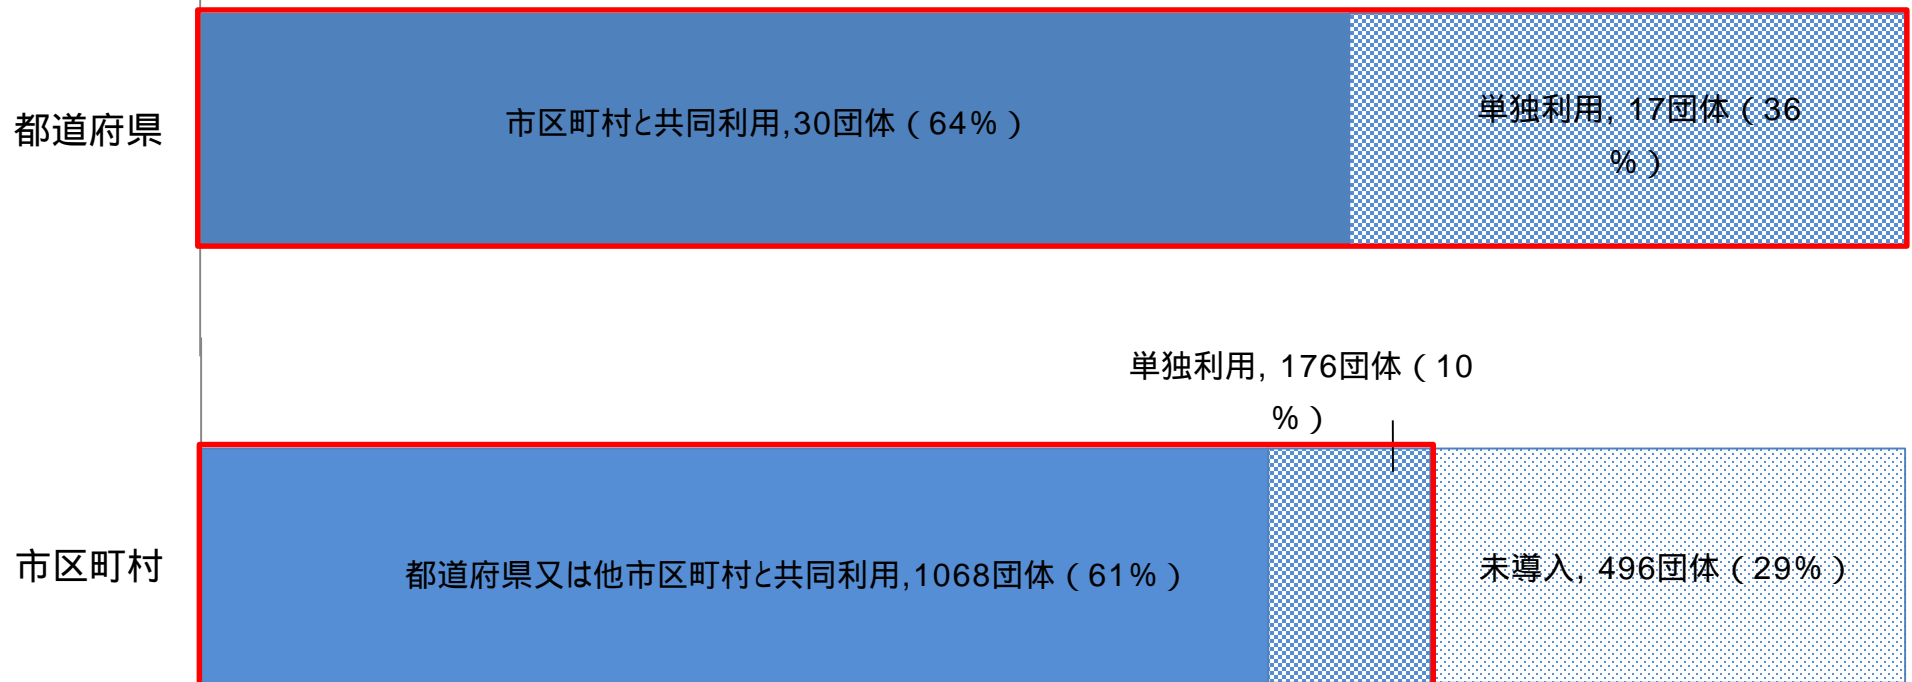 都道府県
市区町村と共同利用,30団体（64％）
単独利用, 17団体（36
％）
単独利用, 176団体（10
％）
市区町村
都道府県又は他市区町村と共同利用,1068団体（61％）
未導入, 496団体（29％）